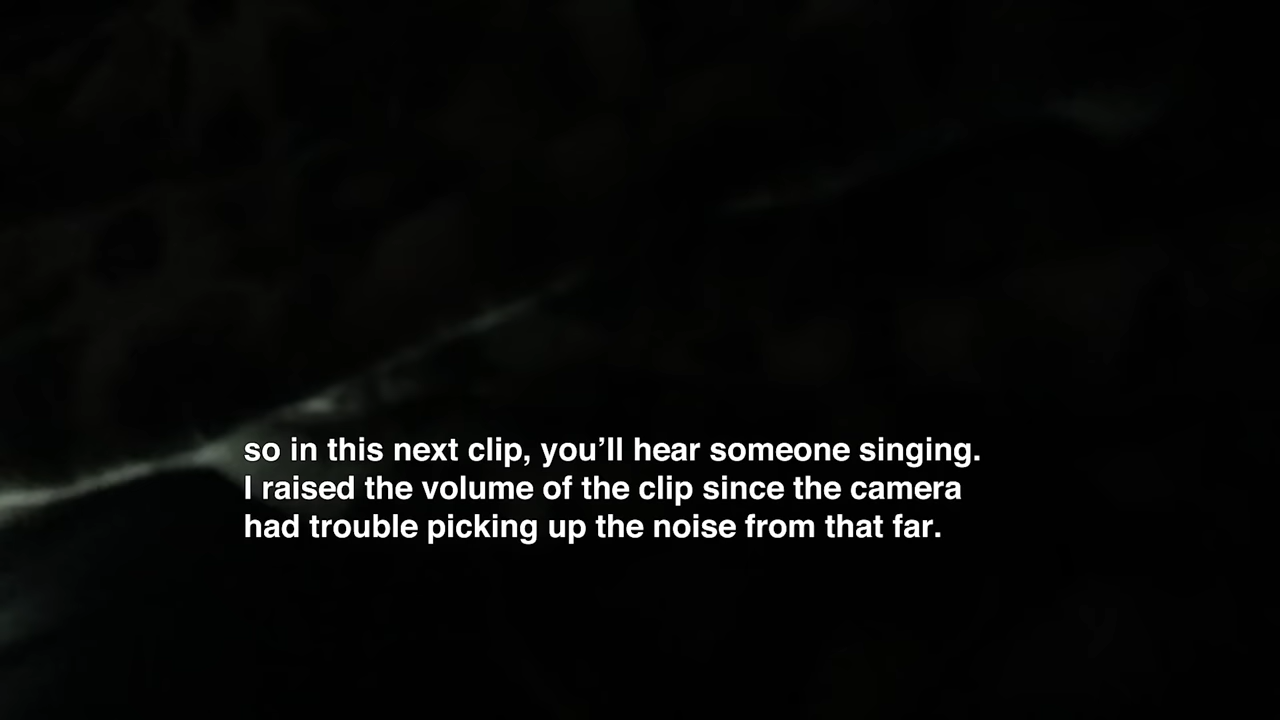 so in this next clip, you’ll hear someone singing.
I raised the volume of the clip since the camera
had trouble picking up the noise from that far.